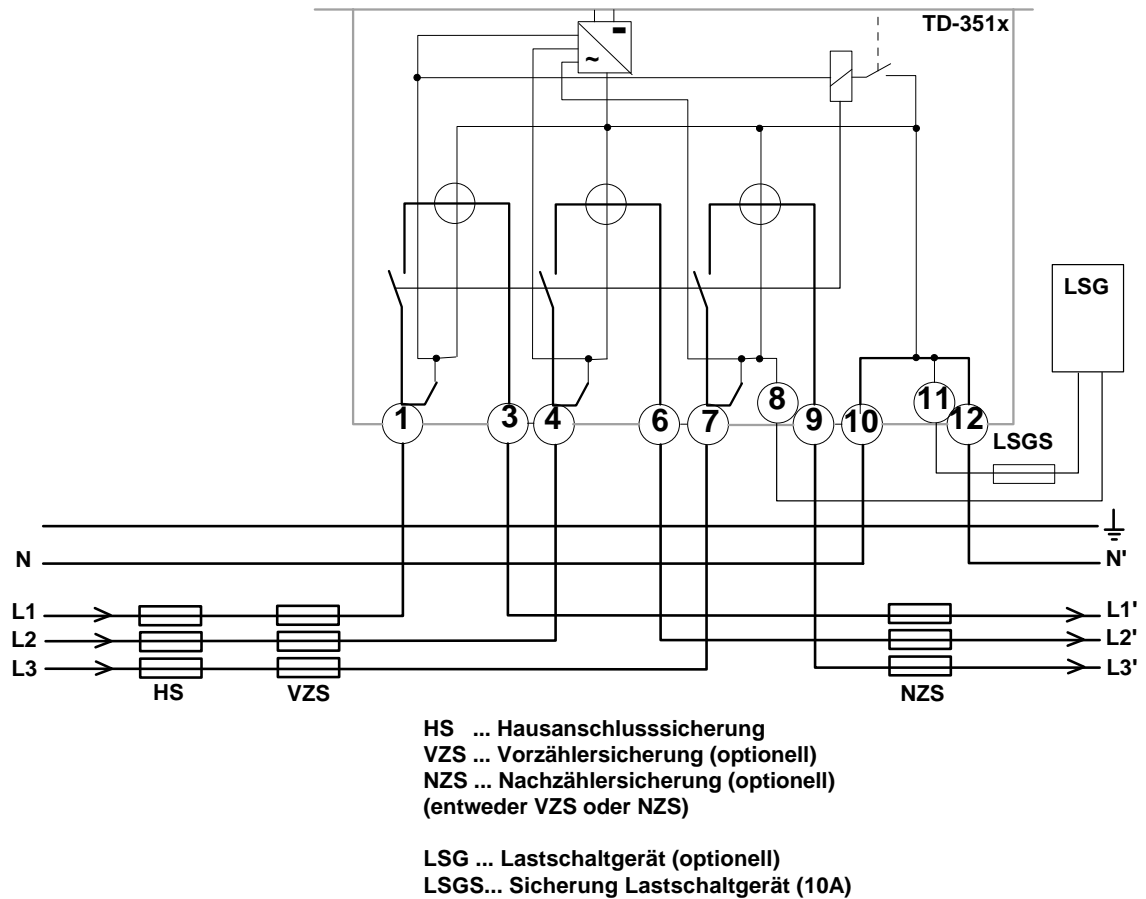 TD-351x
~
LSG
1
3
4
6
7
8
9
10
11
12
LSGS
N
N'
L1
L1'
L2
L2'
L3
L3'
HS
VZS
NZS
HS ... Hausanschlusssicherung
VZS ... Vorzählersicherung (optionell)
NZS ... Nachzählersicherung (optionell)
(entweder VZS oder NZS)
LSG ... Lastschaltgerät (optionell)
LSGS... Sicherung Lastschaltgerät (10A)